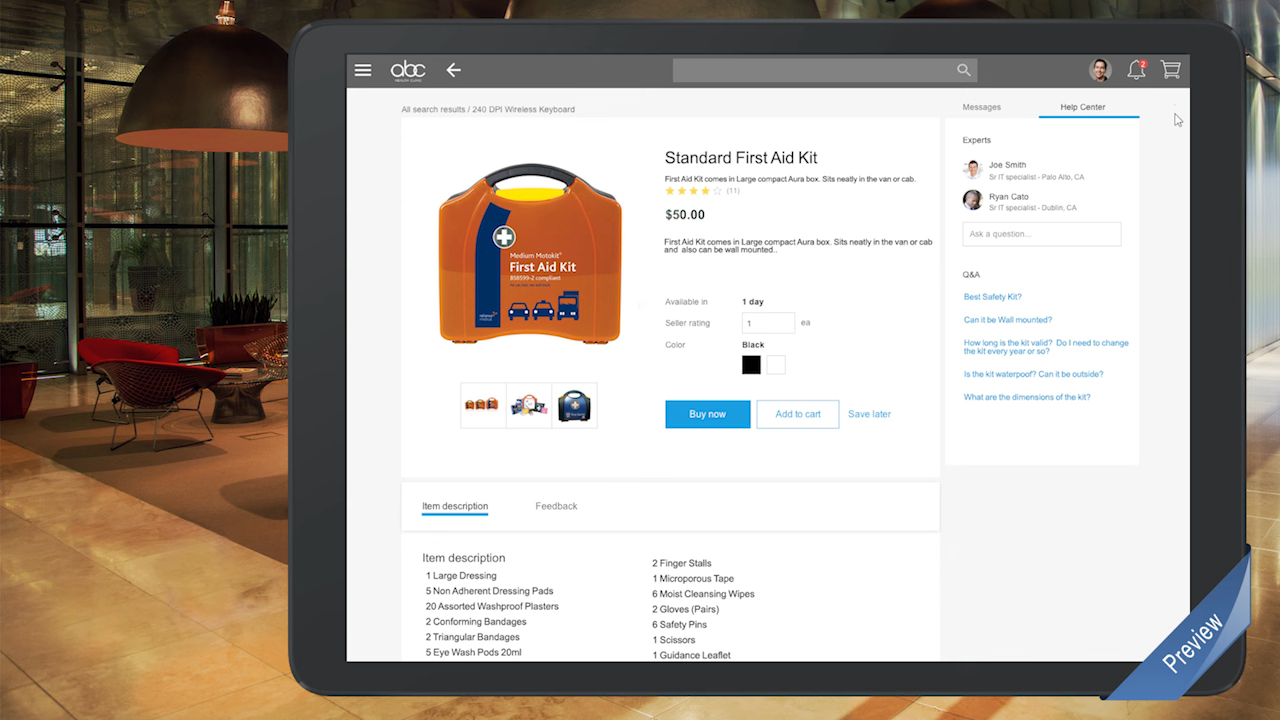 abc
2
All search results / 240 DPI Wireless Keyboard
Messages
Help Center
Standard First Aid Kit
First Aid Kit comes in Large compact Aura box. Sits neatly in the van or cab.
(11)
$50.00
First Aid Kit comes in Large compact Aura box. Sits neatly in the van or cab
and also can be wall mounted..
Medium Motokit
First Aid Kit
BS8599-2 compliant
Available in
1 day
Seller rating
1
ea
Color
Black
Buy now
Add to cart
Save later
Experts
Joe Smith
Sr IT specialist - Palo Alto, CA
Ryan Cato
Sr IT specialist - Dublin, CA
Ask a question...
Q&A
Best Safety Kit?
Can it be Wall mounted?
How long is the kit valid? Do I need to change
the kit every year or so?
Is the kit waterpoof? Can it be outside?
What are the dimensions of the kit?
Item description
Feedback
Item description
1 Large Dressing
5 Non Adherent Dressing Pads
20 Assorted Washproof Plasters
2 Conforming Bandages
2 Triangular Bandages
5 Eye Wash Pods 20ml
2 Finger Stalls
1 Microporous Tape
6 Moist Cleansing Wipes
2 Gloves (Pairs)
6 Safety Pins
1 Scissors
1 Guidance Leaflet
Preview